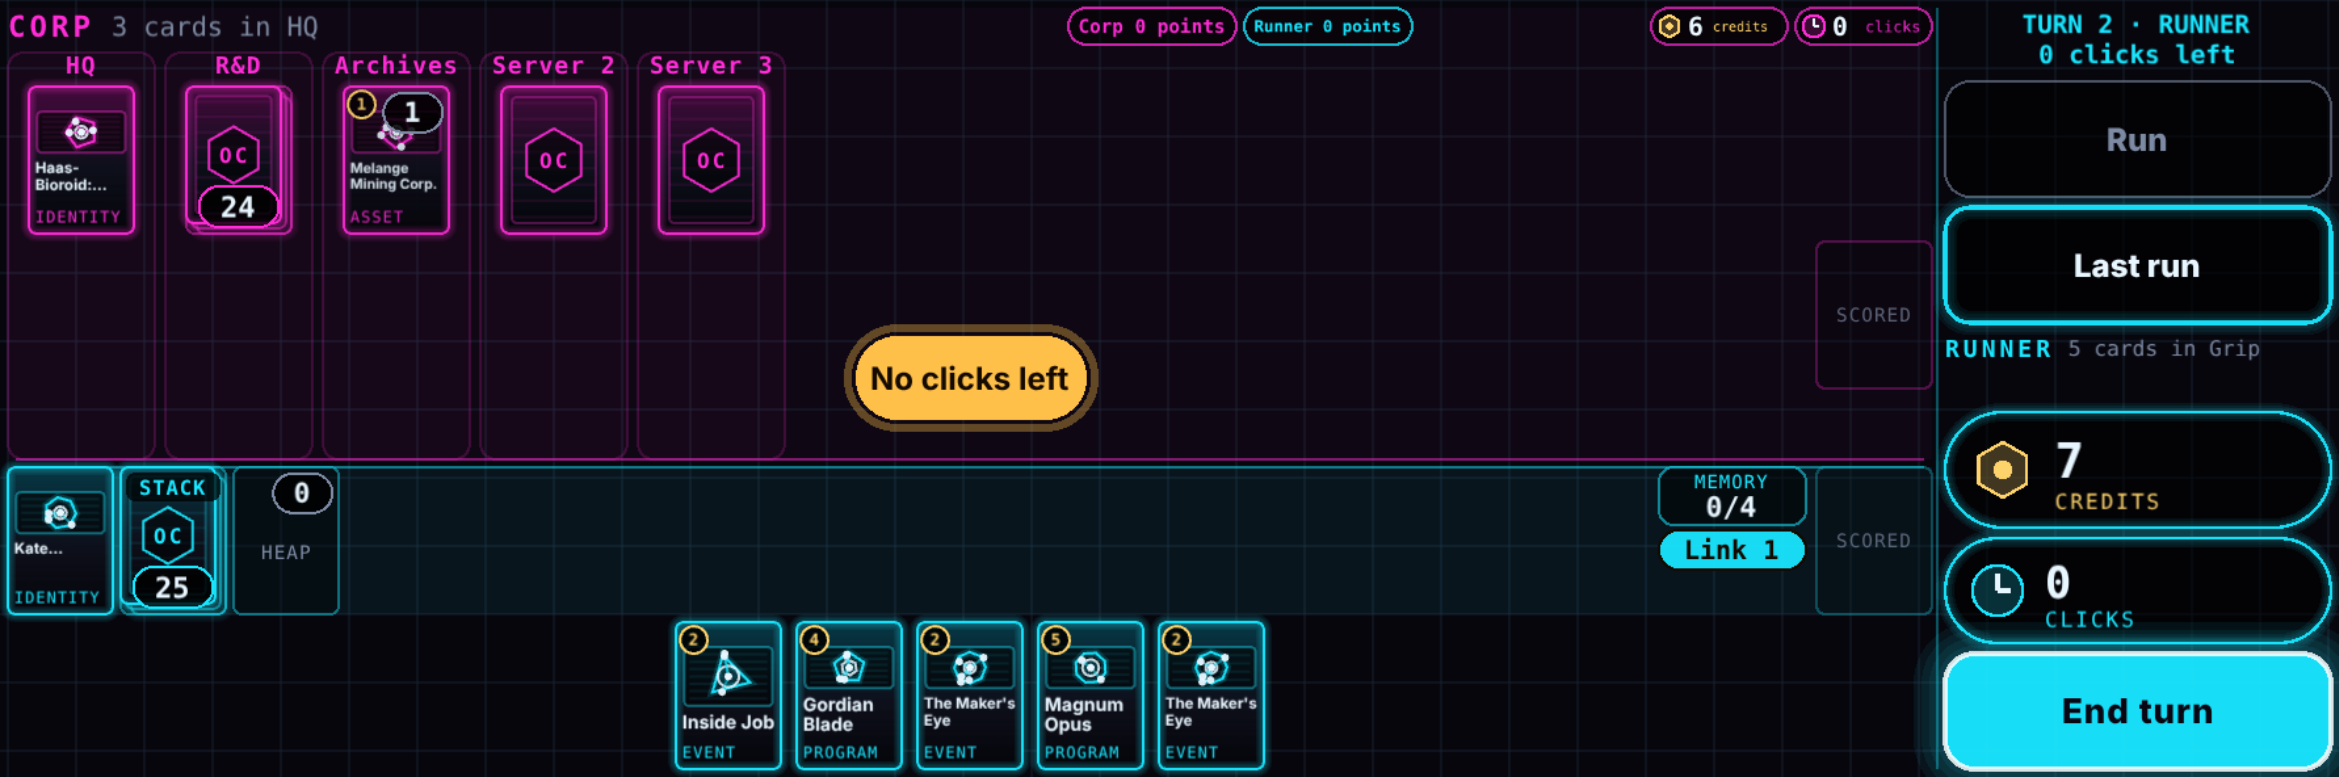 CORP 3 cards in HQ
Corp 0 points
Runner 0 points
6 credits
0 clicks
TURN 2 · RUNNER
0 clicks left
HQ
R&D
Archives
Server 2
Server 3
Haas-
Bioroid:...
IDENTITY
OC
24
1
1
Melange
Mining Corp.
ASSET
OC
OC
Run
Last run
SCORED
No clicks left
RUNNER 5 cards in Grip
7
CREDITS
0
CLICKS
End turn
Kate...
IDENTITY
STACK
OC
25
0
HEAP
MEMORY
0/4
Link 1
SCORED
2
Inside Job
EVENT
4
Gordian
Blade
PROGRAM
2
The Maker's
Eye
EVENT
5
Magnum
Opus
PROGRAM
2
The Maker's
Eye
EVENT